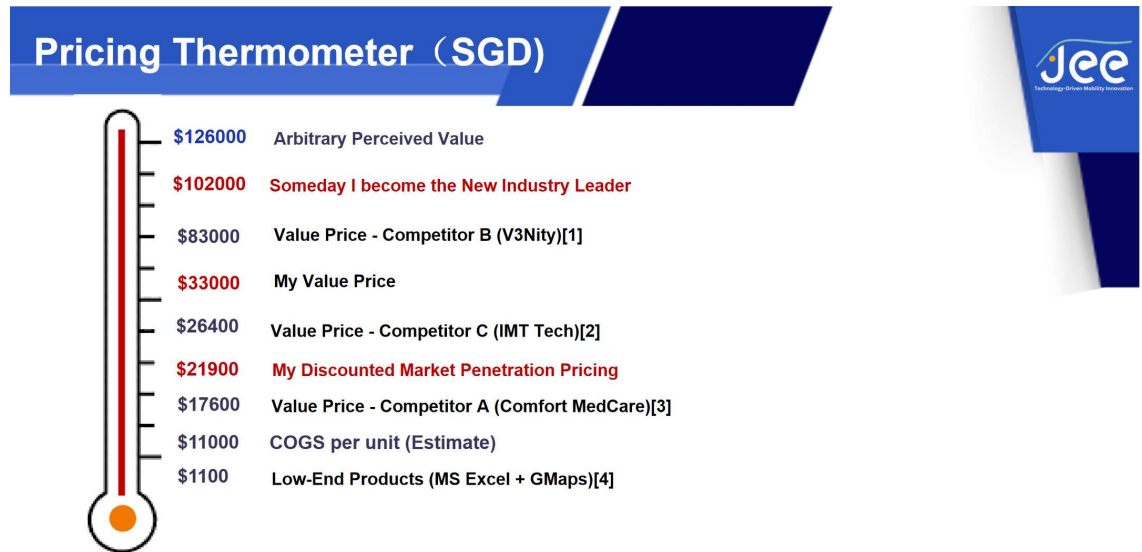 Pricing Thermometer（SGD)
Jee
Technology-Driven Mobility Innovation
$126000 Arbitrary Perceived Value
$102000 Someday I become the New Industry Leader
$83000 Value Price - Competitor B (V3Nity)[1]
$33000 My Value Price
$26400 Value Price - Competitor C (IMT Tech)[2]
$21900 My Discounted Market Penetration Pricing
$17600 Value Price - Competitor A (Comfort MedCare)[3]
$11000 COGS per unit (Estimate)
$1100 Low-End Products (MS Excel + GMaps)[4]